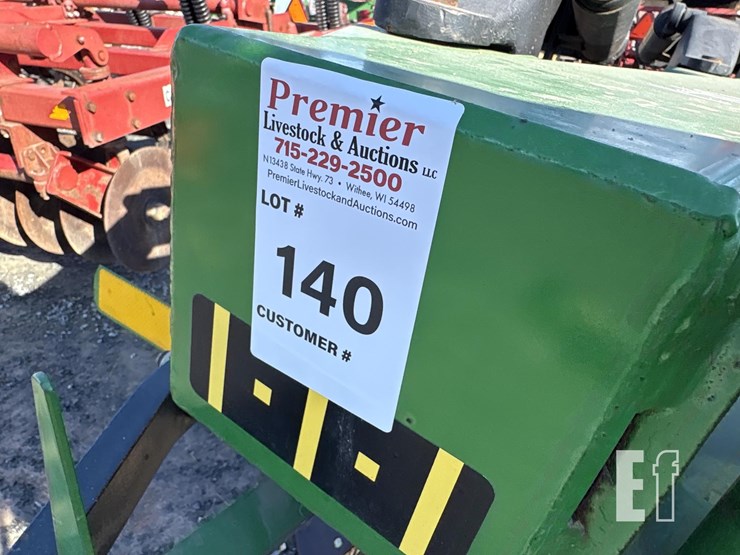 Premier
Livestock & Auctions LLC
715-229-2500
N13438 State Hwy. 73 • Withee, WI 54498
PremierLivestockandAuctions.com
LOT #
140
CUSTOMER #
Ef